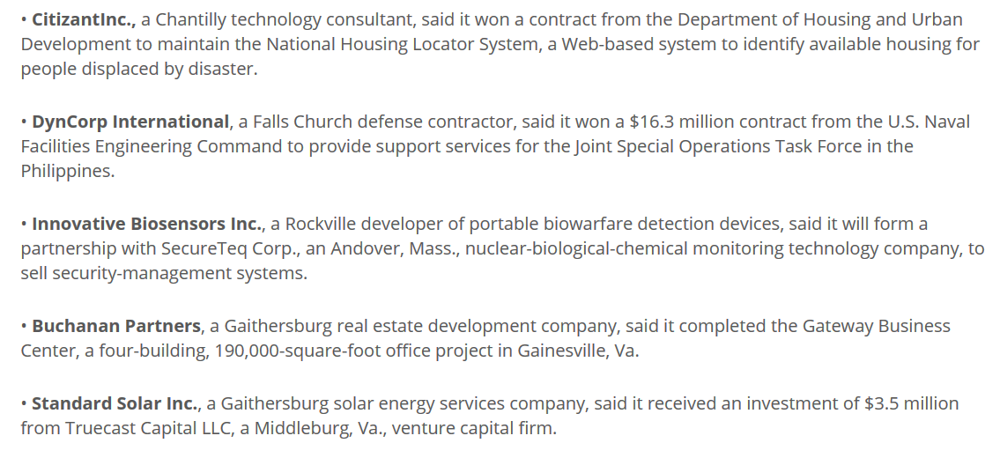 • CitizantInc., a Chantilly technology consultant, said it won a contract from the Department of Housing and Urban
Development to maintain the National Housing Locator System, a Web-based system to identify available housing for
people displaced by disaster.
• DynCorp International, a Falls Church defense contractor, said it won a $16.3 million contract from the U.S. Naval
Facilities Engineering Command to provide support services for the Joint Special Operations Task Force in the
Philippines.
• Innovative Biosensors Inc., a Rockville developer of portable biowarfare detection devices, said it will form a
partnership with SecureTeq Corp., an Andover, Mass., nuclear-biological-chemical monitoring technology company, to
sell security-management systems.
• Buchanan Partners, a Gaithersburg real estate development company, said it completed the Gateway Business
Center, a four-building, 190,000-square-foot office project in Gainesville, Va.
• Standard Solar Inc., a Gaithersburg solar energy services company, said it received an investment of $3.5 million
from Truecast Capital LLC, a Middleburg, Va., venture capital firm.